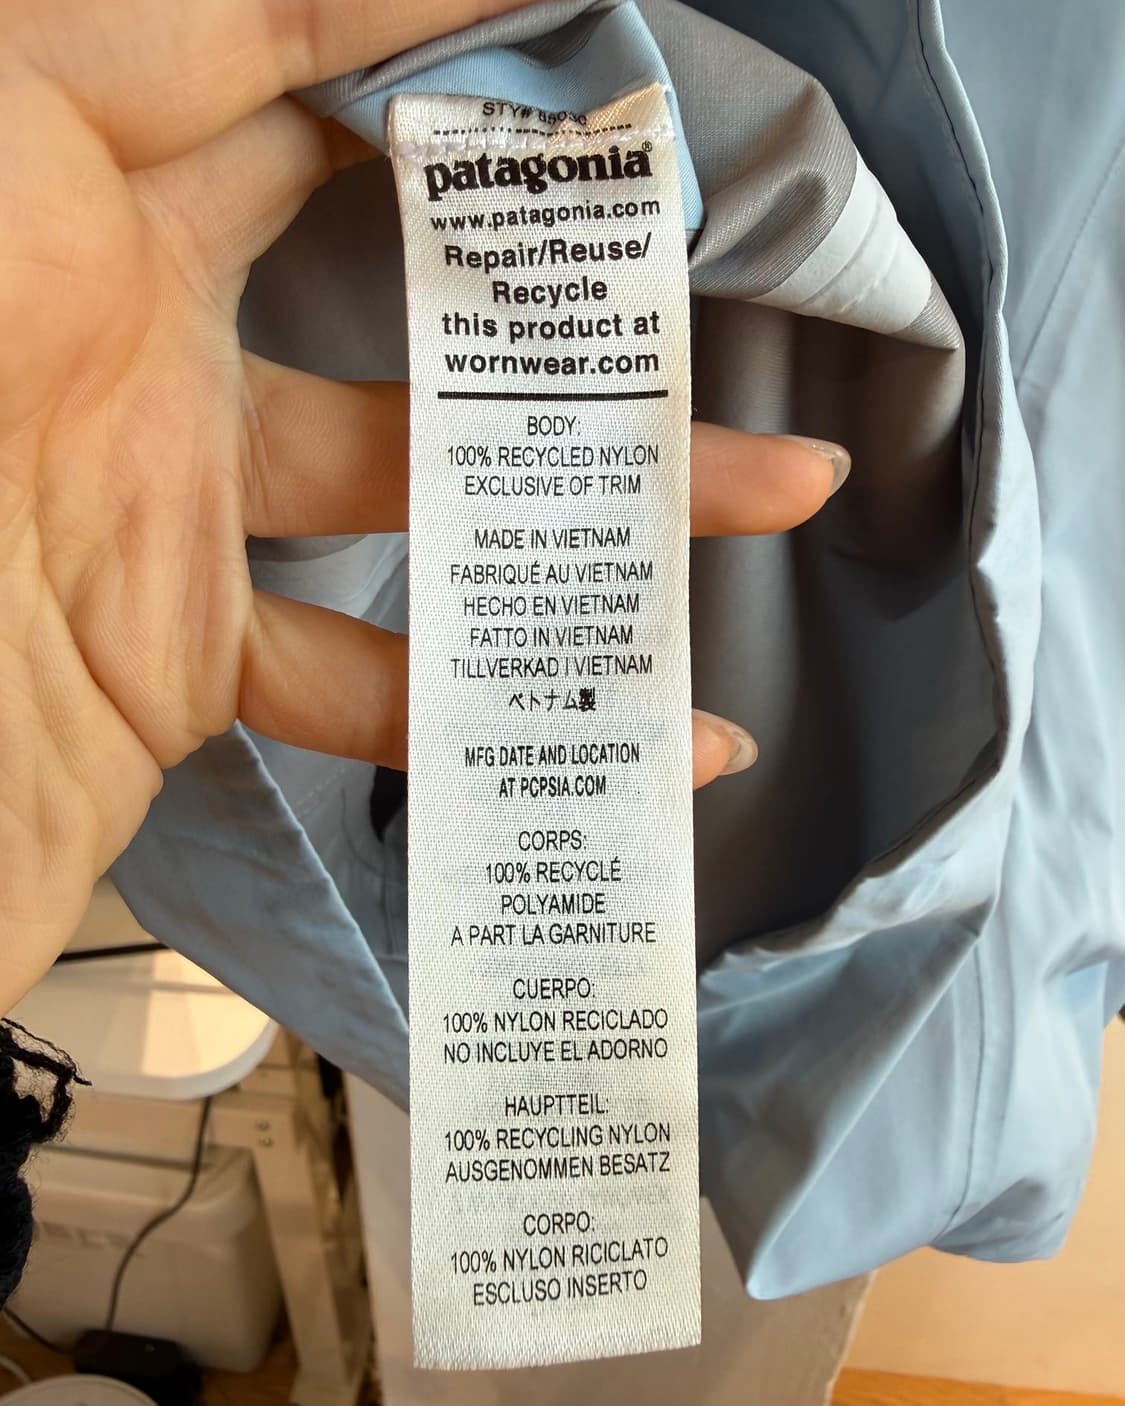 STY#
patagonia®
www.patagonia.com
Repair/Reuse/
Recycle
this product at
wornwear.com
BODY:
100% RECYCLED NYLON
EXCLUSIVE OF TRIM
MADE IN VIETNAM
FABRIQUÉ AU VIETNAM
HECHO EN VIETNAM
FATTO IN VIETNAM
TILLVERKAD I VIETNAM
ベトナム製
MFG DATE AND LOCATION
AT PCPSIA.COM
CORPS:
100% RECYCLÉ
POLYAMIDE
A PART LA GARNITURE
CUERPO:
100% NYLON RECICLADO
NO INCLUYE EL ADORNO
HAUPTTEIL:
100% RECYCLING NYLON
AUSGENOMMEN BESATZ
CORPO:
100% NYLON RICICLATO
ESCLUSO INSERTO